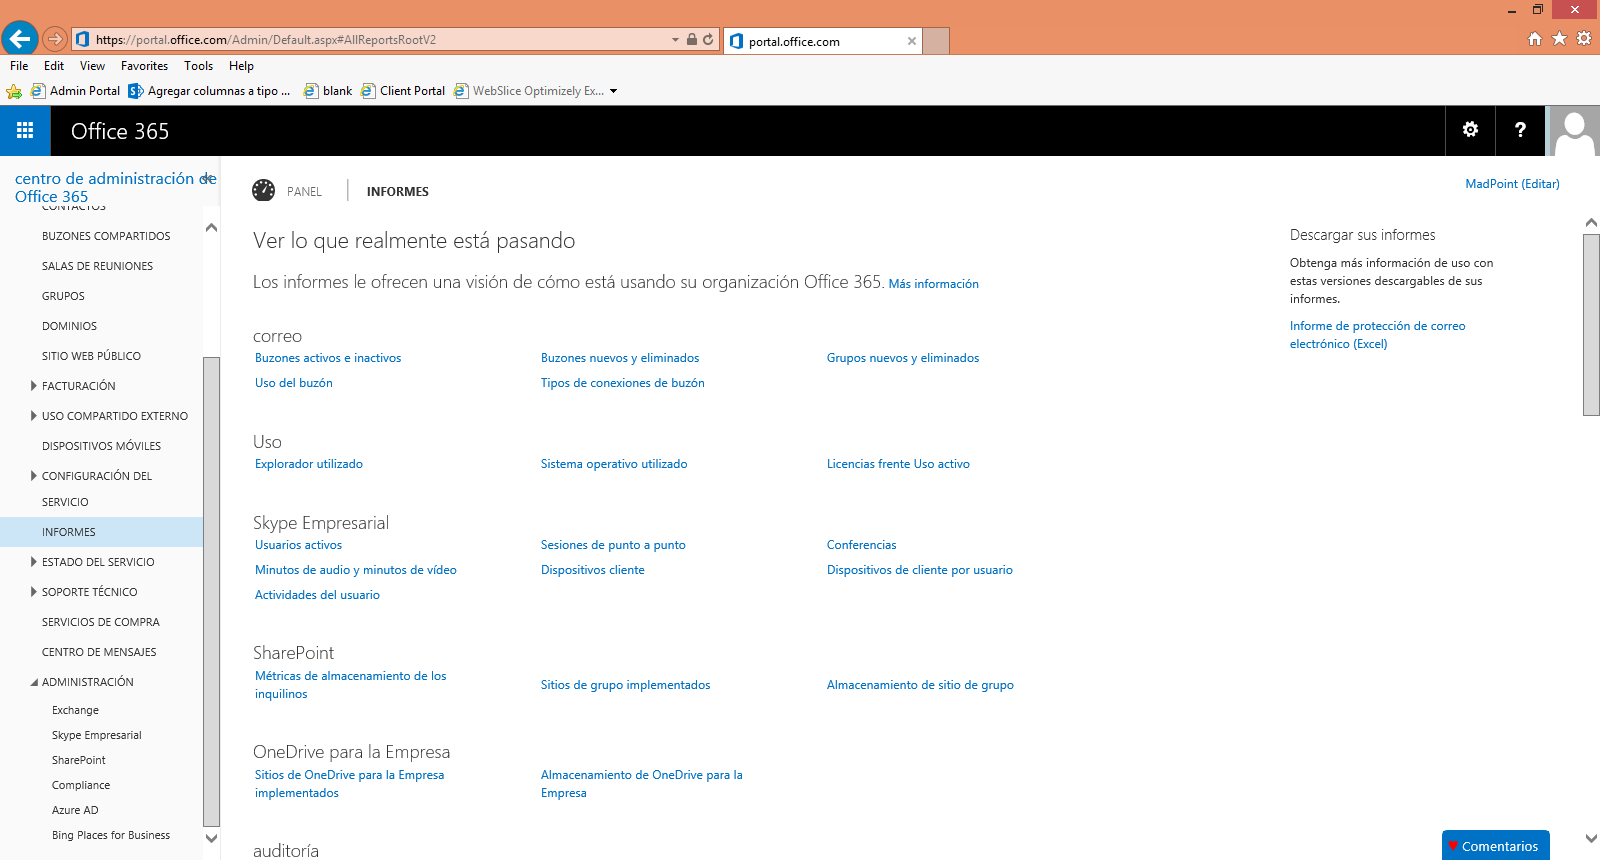 https://portal.office.com/Admin/Default.aspx#AllReportsRootV2
portal.office.com
File Edit View Favorites Tools Help
Admin Portal Agregar columnas a tipo ... blank Client Portal WebSlice Optimizely Ex...
Office 365
?
centro de administración de
Office 365
CONTACTOS
BUZONES COMPARTIDOS
SALAS DE REUNIONES
GRUPOS
DOMINIOS
SITIO WEB PÚBLICO
FACTURACIÓN
USO COMPARTIDO EXTERNO
DISPOSITIVOS MÓVILES
CONFIGURACIÓN DEL
SERVICIO
INFORMES
ESTADO DEL SERVICIO
SOPORTE TÉCNICO
SERVICIOS DE COMPRA
CENTRO DE MENSAJES
ADMINISTRACIÓN
Exchange
Skype Empresarial
SharePoint
Compliance
Azure AD
Bing Places for Business
PANEL INFORMES
MadPoint (Editar)
Ver lo que realmente está pasando
Los informes le ofrecen una visión de cómo está usando su organización Office 365. Más información
correo
Buzones activos e inactivos Buzones nuevos y eliminados Grupos nuevos y eliminados
Uso del buzón Tipos de conexiones de buzón
Uso
Explorador utilizado Sistema operativo utilizado Licencias frente Uso activo
Skype Empresarial
Usuarios activos Sesiones de punto a punto Conferencias
Minutos de audio y minutos de vídeo Dispositivos cliente Dispositivos de cliente por usuario
Actividades del usuario
SharePoint
Métricas de almacenamiento de los
inquilinos
Sitios de grupo implementados Almacenamiento de sitio de grupo
OneDrive para la Empresa
Sitios de OneDrive para la Empresa
implementados
Almacenamiento de OneDrive para la
Empresa
auditoría
Descargar sus informes
Obtenga más información de uso con
estas versiones descargables de sus
informes.
Informe de protección de correo
electrónico (Excel)
Comentarios